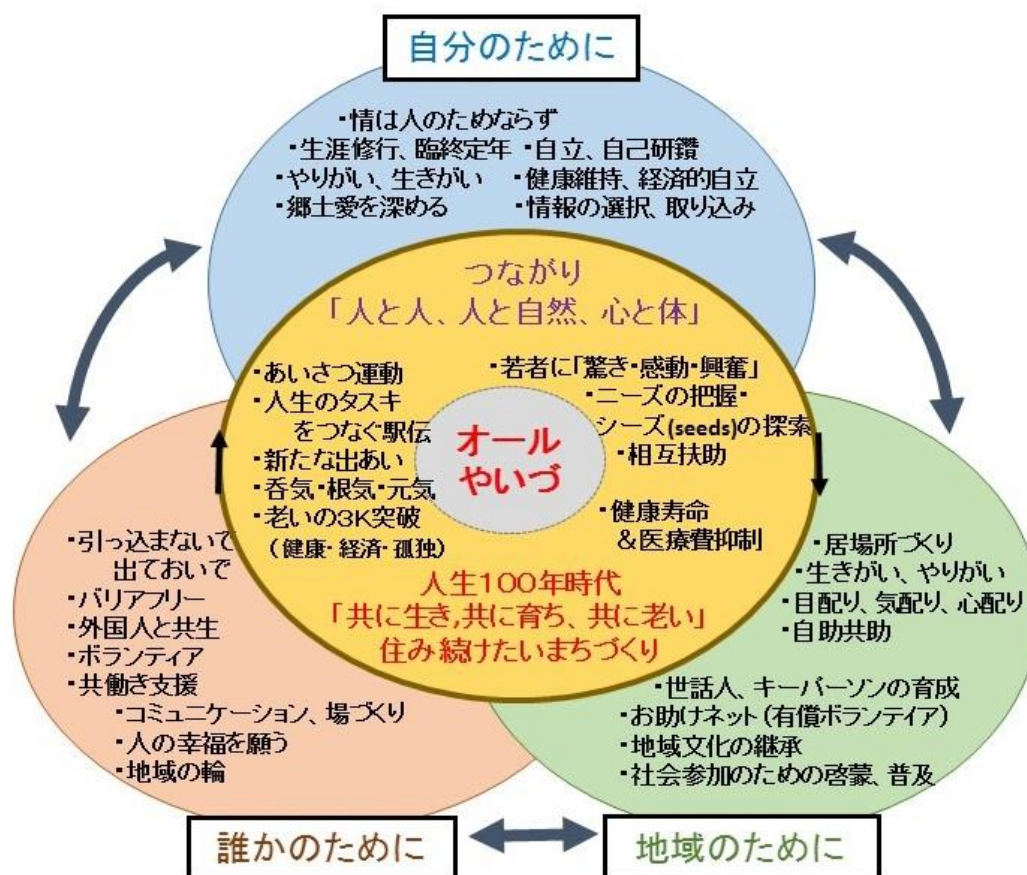 自分のために
・情は人のためならず
・生涯修行、臨終定年 ・自立、自己研鑽
・やりがい、生きがい ・健康維持、経済的自立
・郷土愛を深める ・情報の選択、取り込み
つながり
「人と人、人と自然、心と体」
・あいさつ運動
・人生のタスキ
をつなぐ駅伝
・新たな出あい
・呑気・根気・元気
・老いの3K突破
(健康・経済・孤独)
オール
やいづ
・若者に「驚き・感動・興奮」
・ニーズの把握・
シーズ(seeds)の探索
・相互扶助
・健康寿命
&医療費抑制
人生100年時代
「共に生き,共に育ち、共に老い」
住み続けたいまちづくり
・引っ込まないで
出ておいで
・バリアフリー
・外国人と共生
・ボランティア
・共働き支援
・コミュニケーション、場づくり
・人の幸福を願う
・地域の輪
誰かのために
・居場所づくり
・生きがい、やりがい
・目配り、気配り、心配り
・自助共助
・世話人、キーパーソンの育成
・お助けネット(有償ボランテイア)
・地域文化の継承
・社会参加のための啓蒙、普及
地域のために